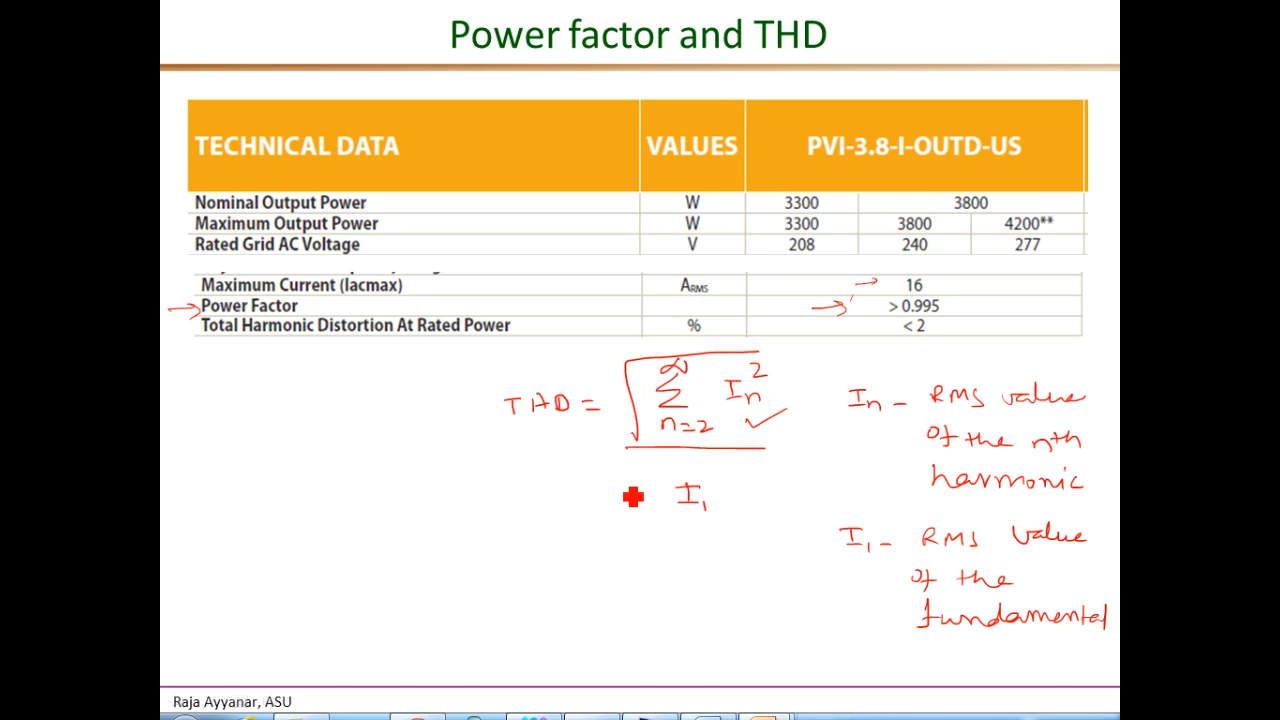 Power factor and THD
TECHNICAL DATA VALUES PVI-3.8-I-OUTD-US
Nominal Output Power W 3300 3800
Maximum Output Power W 3300 3800 4200**
Rated Grid AC Voltage V 208 240 277
Maximum Current (Iacmax) ARMS 16
Power Factor > 0.995
Total Harmonic Distortion At Rated Power % < 2
THD = √ ∑ n=2 ∞ In² / I1
In – RMS value
of the nth
harmonic
I1 – RMS value
of the
fundamental
Raja Ayyanar, ASU